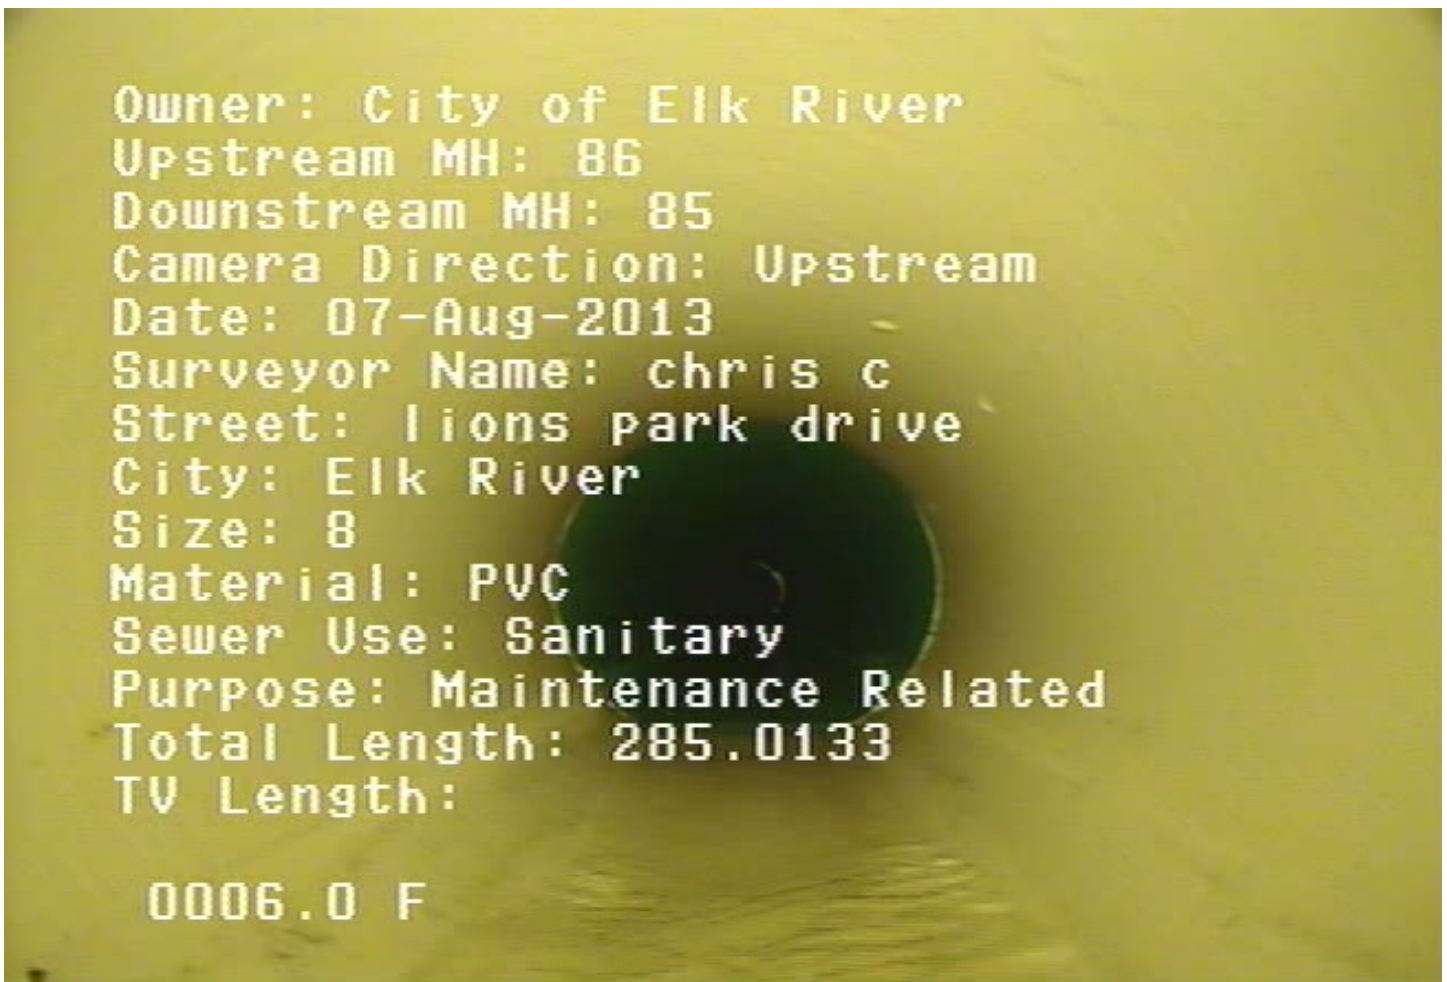 Owner: City of Elk River
Upstream MH: 86
Downstream MH: 85
Camera Direction: Upstream
Date: 07-Aug-2013
Surveyor Name: chris c
Street: lions park drive
City: Elk River
Size: 8
Material: PVC
Sewer Use: Sanitary
Purpose: Maintenance Related
Total Length: 285.0133
TV Length:
0006.0 F